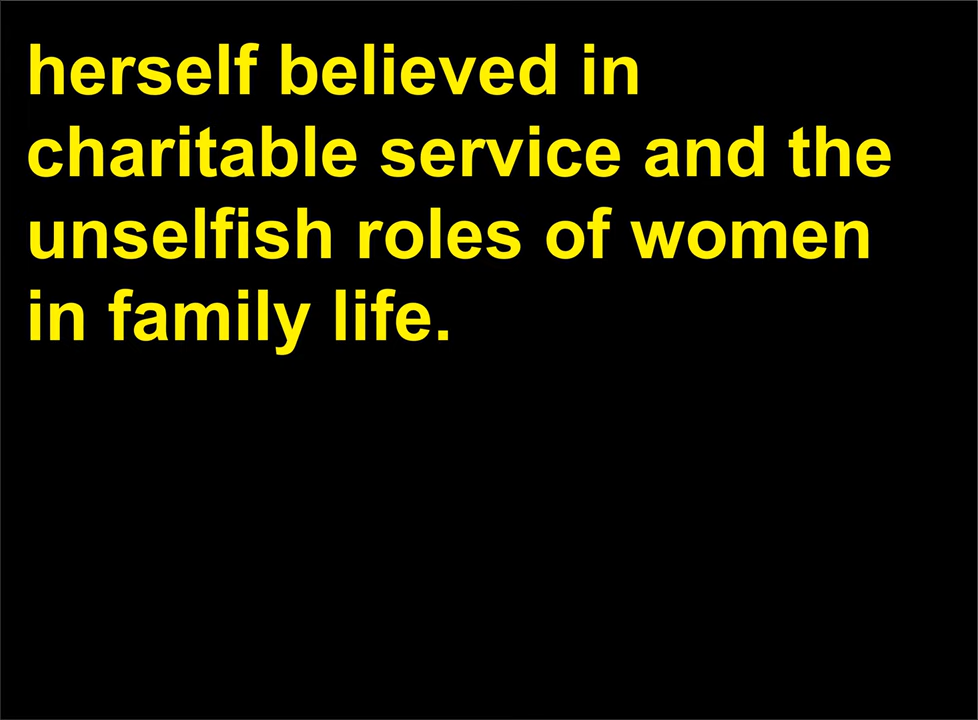 herself believed in
charitable service and the
unselfish roles of women
in family life.